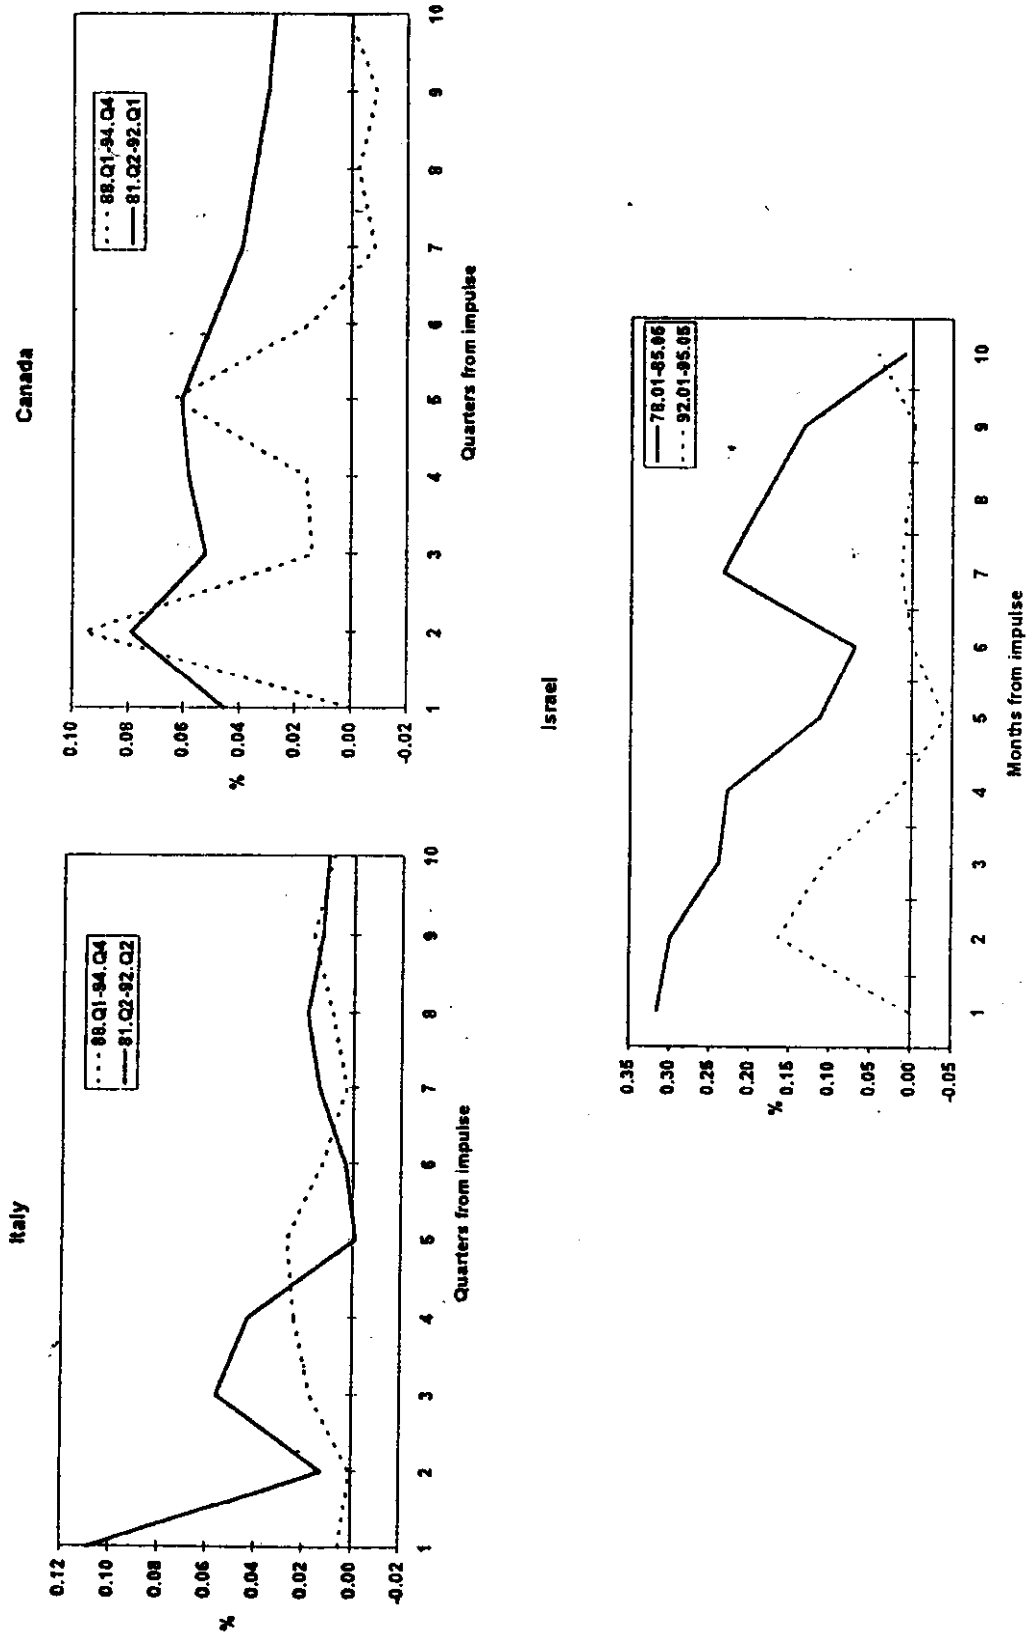 Italy
88.Q1-94.Q4
81.Q2-92.Q2
0.12
0.10
0.08
0.06
0.04
0.02
0.00
-0.02
%
1 2 3 4 5 6 7 8 9 10
Quarters from impulse
Canada
88.Q1-94.Q4
81.Q2-92.Q1
0.10
0.08
0.06
0.04
0.02
0.00
-0.02
%
1 2 3 4 5 6 7 8 9 10
Quarters from impulse
Israel
78.01-85.06
92.01-95.05
0.35
0.30
0.25
0.20
0.15
0.10
0.05
0.00
-0.05
%
1 2 3 4 5 6 7 8 9 10
Months from impulse